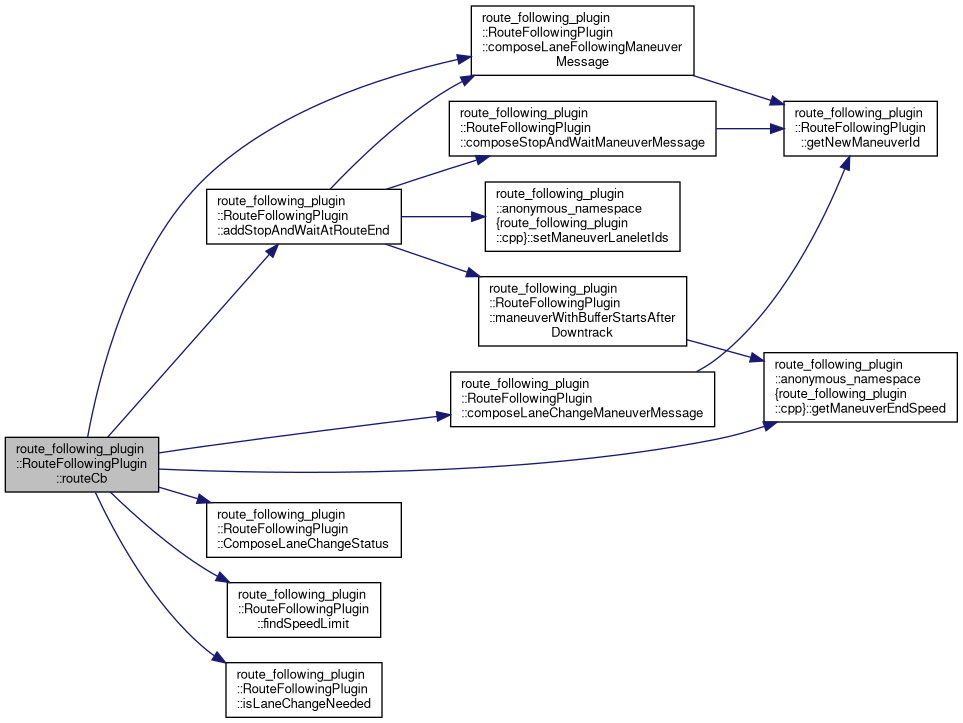 route_following_plugin
::RouteFollowingPlugin
::composeLaneFollowingManeuver
Message
route_following_plugin
::RouteFollowingPlugin
::composeStopAndWaitManeuverMessage
route_following_plugin
::RouteFollowingPlugin
::getNewManeuverId
route_following_plugin
::RouteFollowingPlugin
::addStopAndWaitAtRouteEnd
route_following_plugin
::anonymous_namespace
{route_following_plugin
::cpp}::setManeuverLaneletIds
route_following_plugin
::RouteFollowingPlugin
::maneuverWithBufferStartsAfter
Downtrack
route_following_plugin
::RouteFollowingPlugin
::composeLaneChangeManeuverMessage
route_following_plugin
::anonymous_namespace
{route_following_plugin
::cpp}::getManeuverEndSpeed
route_following_plugin
::RouteFollowingPlugin
::routeCb
route_following_plugin
::RouteFollowingPlugin
::ComposeLaneChangeStatus
route_following_plugin
::RouteFollowingPlugin
::findSpeedLimit
route_following_plugin
::RouteFollowingPlugin
::isLaneChangeNeeded